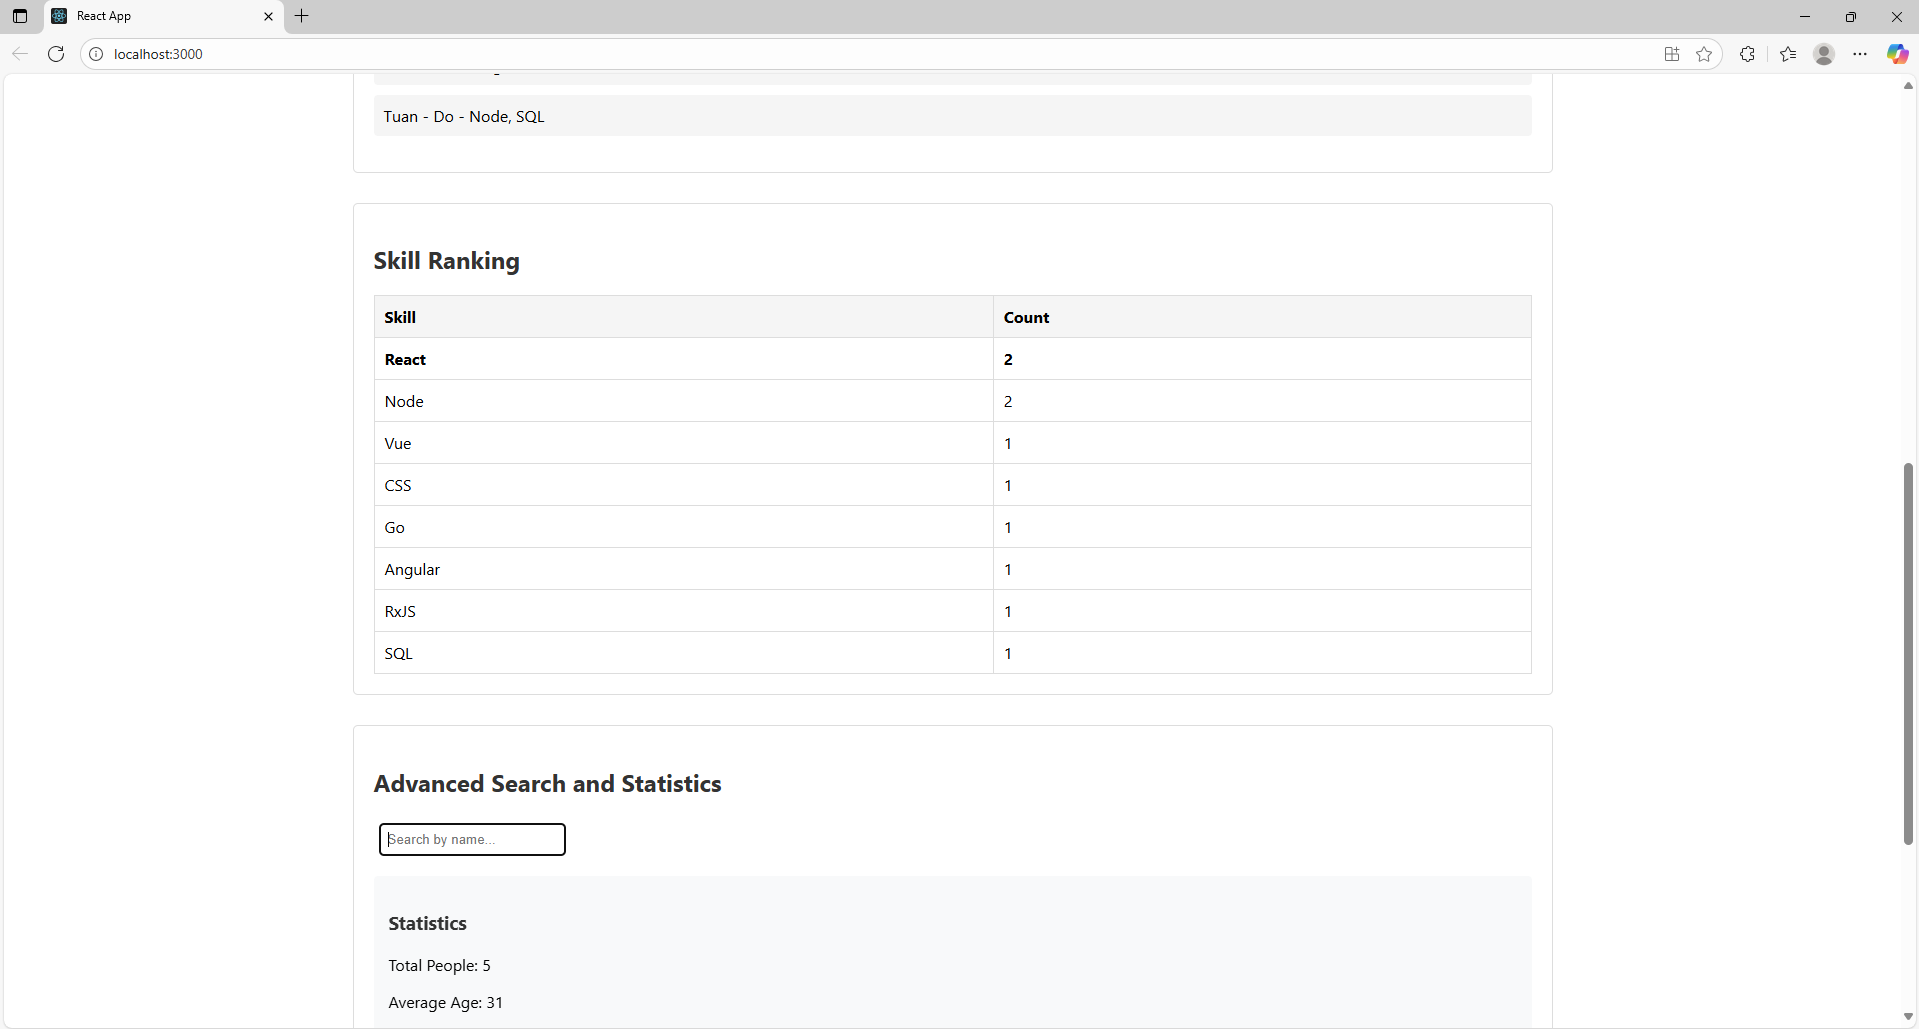 React App
localhost:3000
Tuan - Do - Node, SQL
Skill Ranking
Skill Count
React 2
Node 2
Vue 1
CSS 1
Go 1
Angular 1
RxJS 1
SQL 1
Advanced Search and Statistics
Search by name...
Statistics
Total People: 5
Average Age: 31